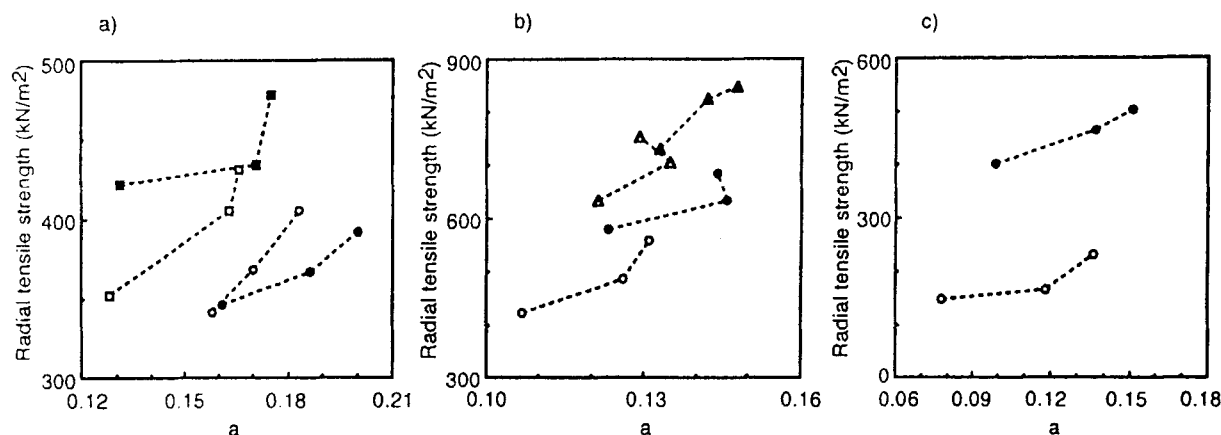 a)
Radial tensile strength (kN/m2)
500
400
300
0.12
0.15
0.18
0.21
a
b)
Radial tensile strength (kN/m2)
900
600
300
0.10
0.13
0.16
a
c)
Radial tensile strength (kN/m2)
600
300
0
0.06
0.09
0.12
0.15
0.18
a